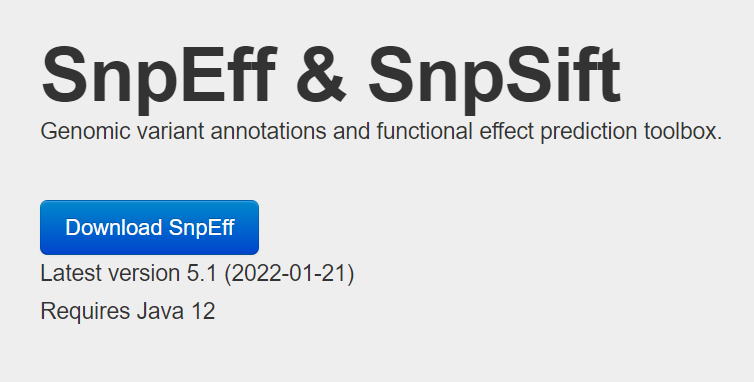 SnpEff & SnpSift
Genomic variant annotations and functional effect prediction toolbox.
Download SnpEff
Latest version 5.1 (2022-01-21)
Requires Java 12